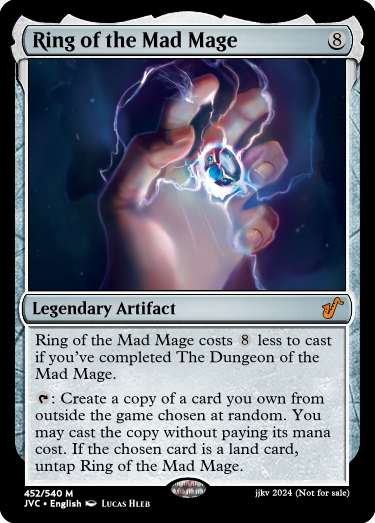 Ring of the Mad Mage 8
Legendary Artifact
Ring of the Mad Mage costs 8 less to cast
if you've completed The Dungeon of the
Mad Mage.
: Create a copy of a card you own from
outside the game chosen at random. You
may cast the copy without paying its mana
cost. If the chosen card is a land card,
untap Ring of the Mad Mage.
452/540 M
JVC • English Lucas Hleb
jjkv 2024 (Not for sale)